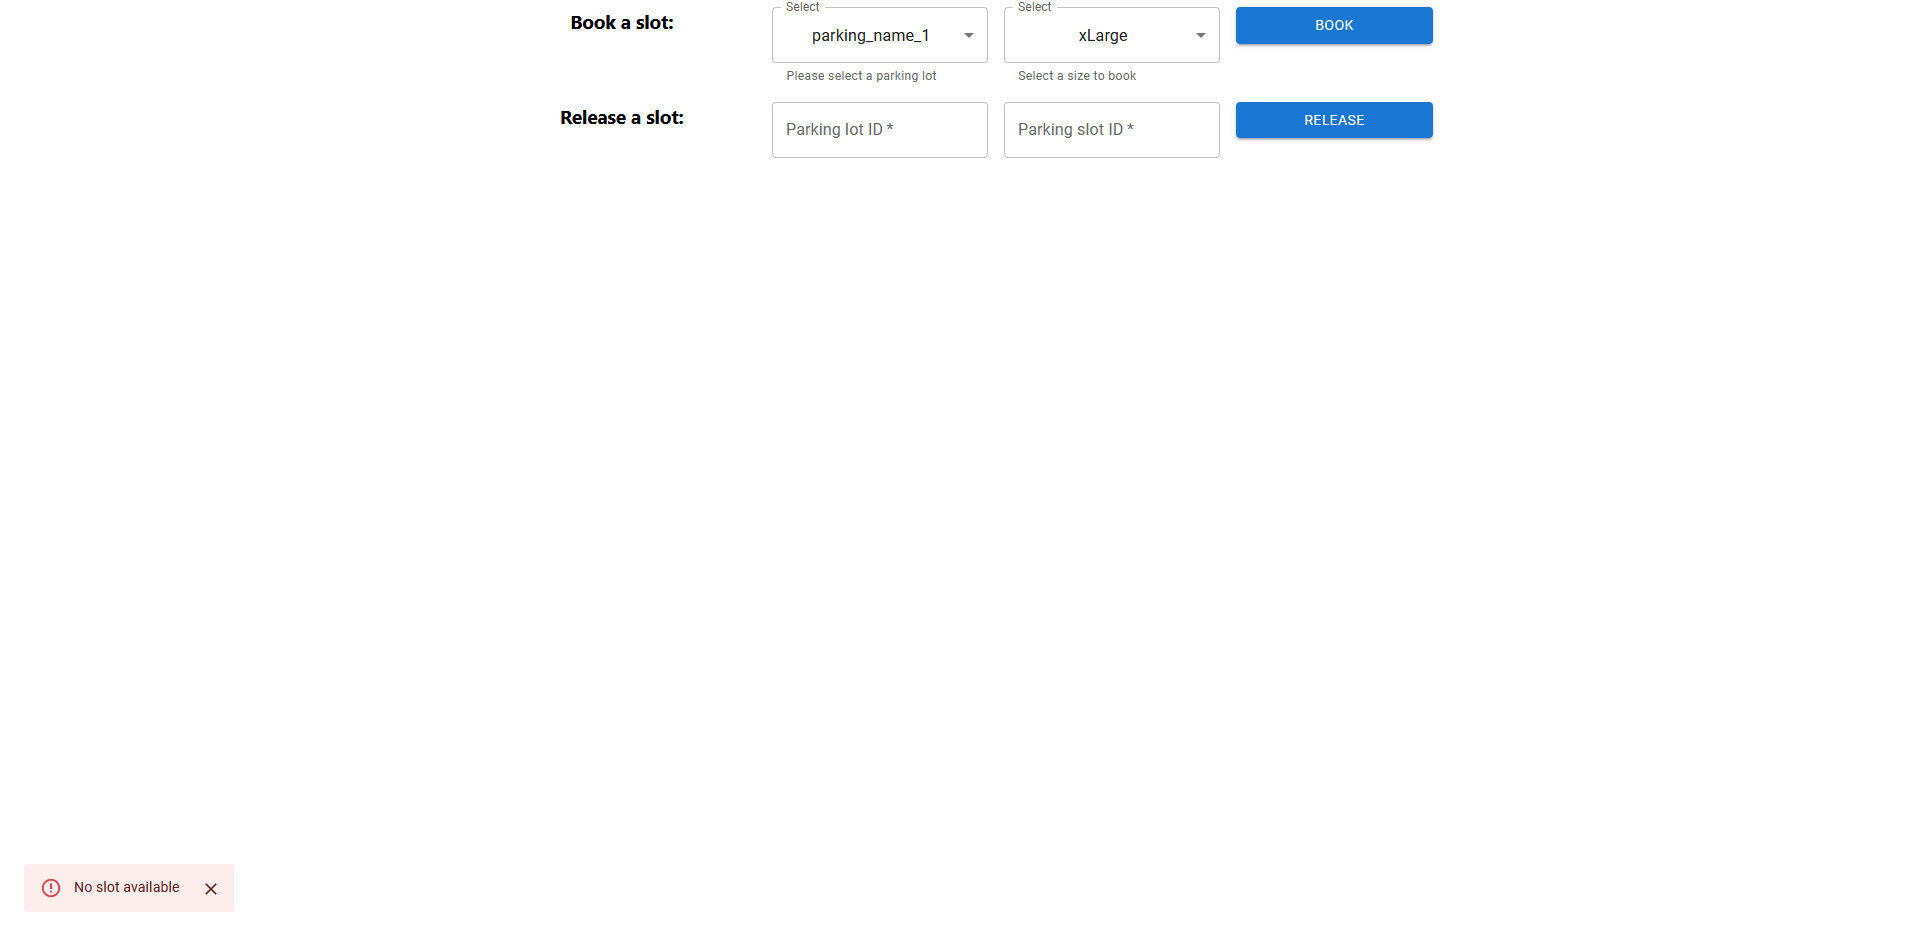 Book a slot:
Select
parking_name_1
Please select a parking lot
Select
xLarge
Select a size to book
BOOK
Release a slot:
Parking lot ID *
Parking slot ID *
RELEASE
No slot available